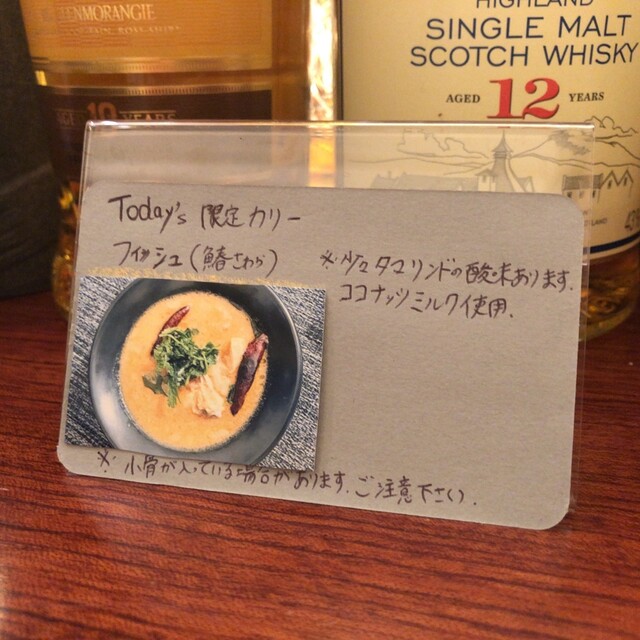 GLENMORANGIE
10 YEARS
HIGHLAND
SINGLE MALT
SCOTCH WHISKY
AGED 12 YEARS
Today's 限定カリー
フィッシュ(鰆さわら)
※少々タマリンドの酸味あります。
ココナッツミルク使用.
※小骨が入っている場合があります。ご注意下さい.